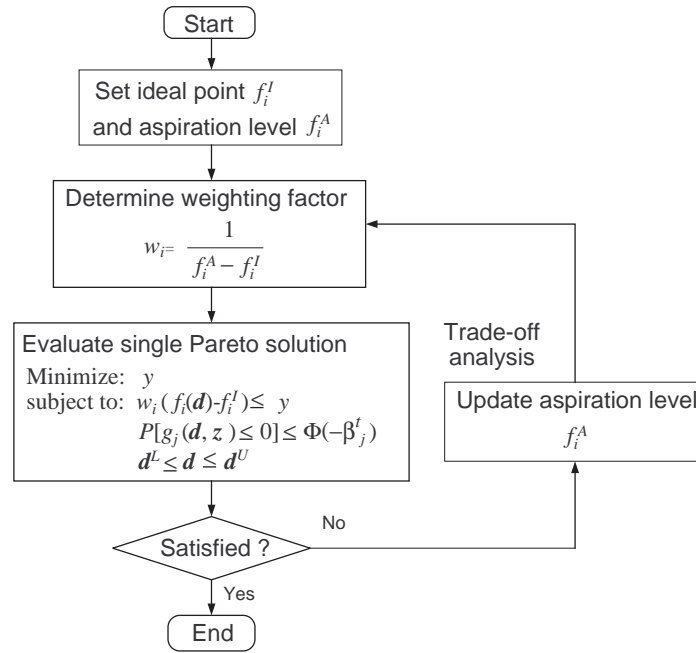 Start
Set ideal point f_i^I
and aspiration level f_i^A
Determine weighting factor
w_i= 1 / (f_i^A − f_i^I)
Evaluate single Pareto solution
Minimize: y
subject to: w_i(f_i(d)-f_i^I)≤ y
P[g_j(d, z)≤0]≤Φ(−β_j^t)
d^L≤d≤d^U
Satisfied ?
No
Yes
End
Trade-off
analysis
Update aspiration level
f_i^A